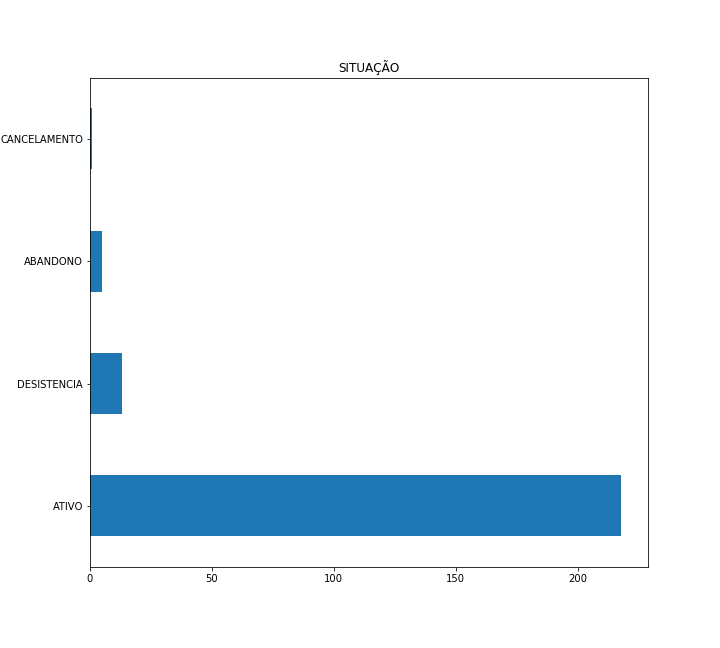 SITUAÇÃO
CANCELAMENTO
ABANDONO
DESISTENCIA
ATIVO
0 50 100 150 200